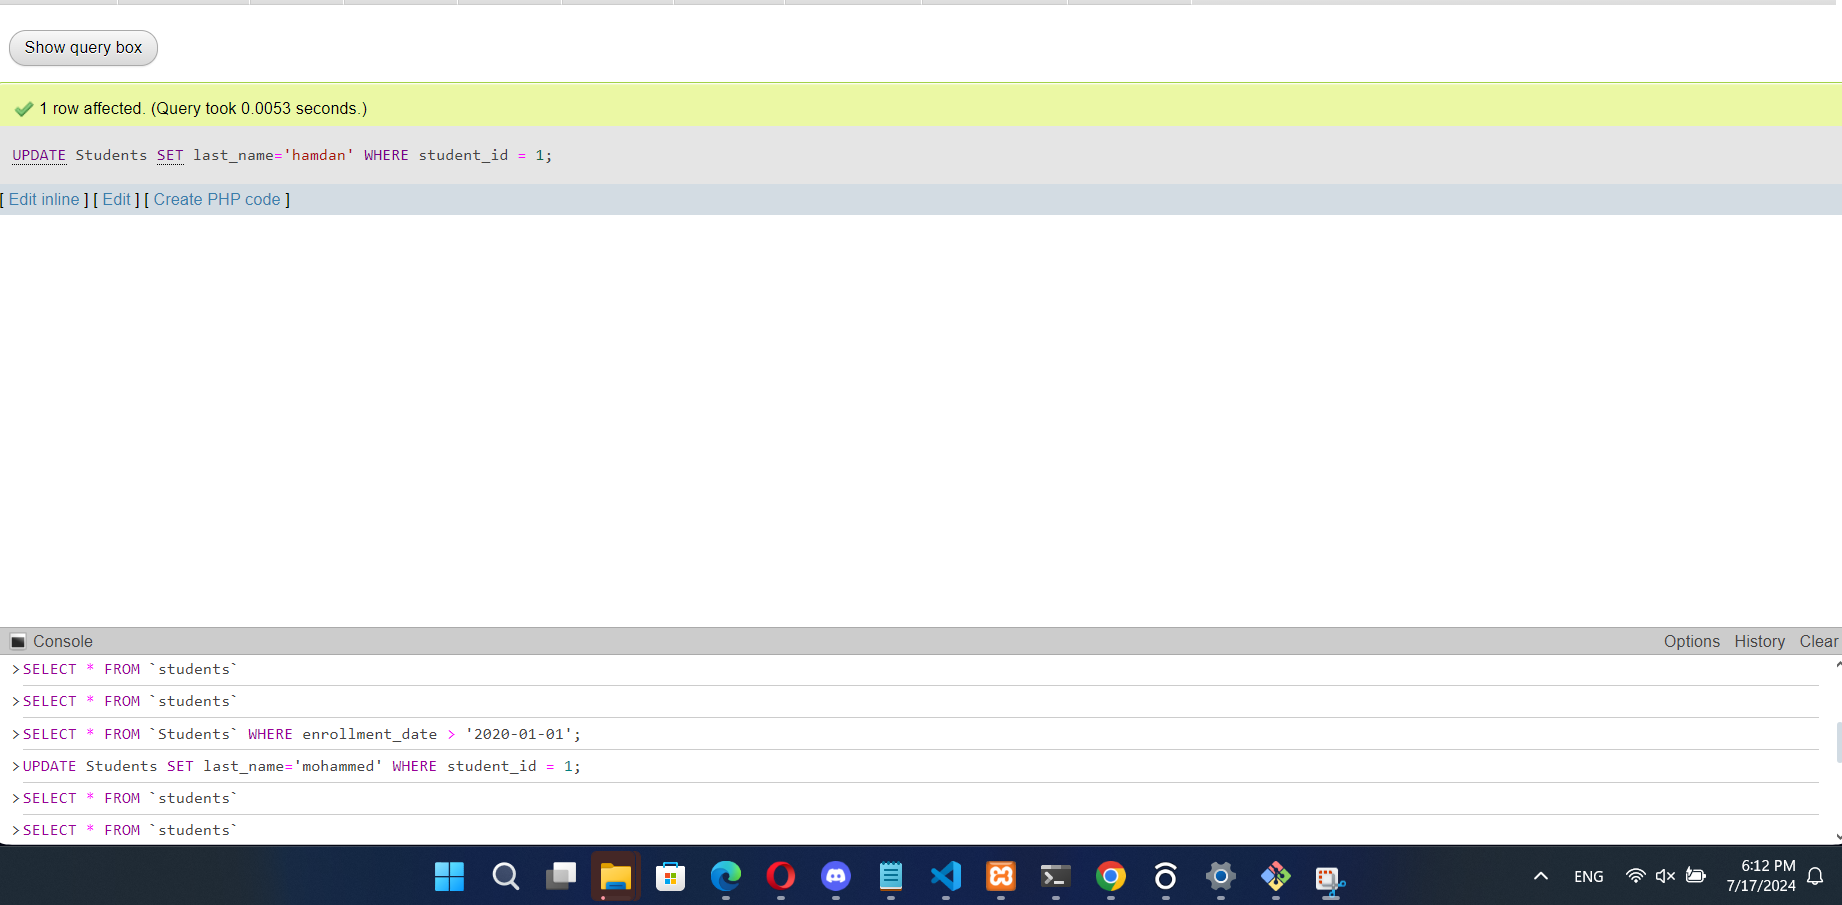 Show query box
1 row affected. (Query took 0.0053 seconds.)
UPDATE Students SET last_name='hamdan' WHERE student_id = 1;
[ Edit inline ] [ Edit ] [ Create PHP code ]
Console Options History Clear
>SELECT * FROM `students`
>SELECT * FROM `students`
>SELECT * FROM `Students` WHERE enrollment_date > '2020-01-01';
>UPDATE Students SET last_name='mohammed' WHERE student_id = 1;
>SELECT * FROM `students`
>SELECT * FROM `students`
ENG
6:12 PM
7/17/2024